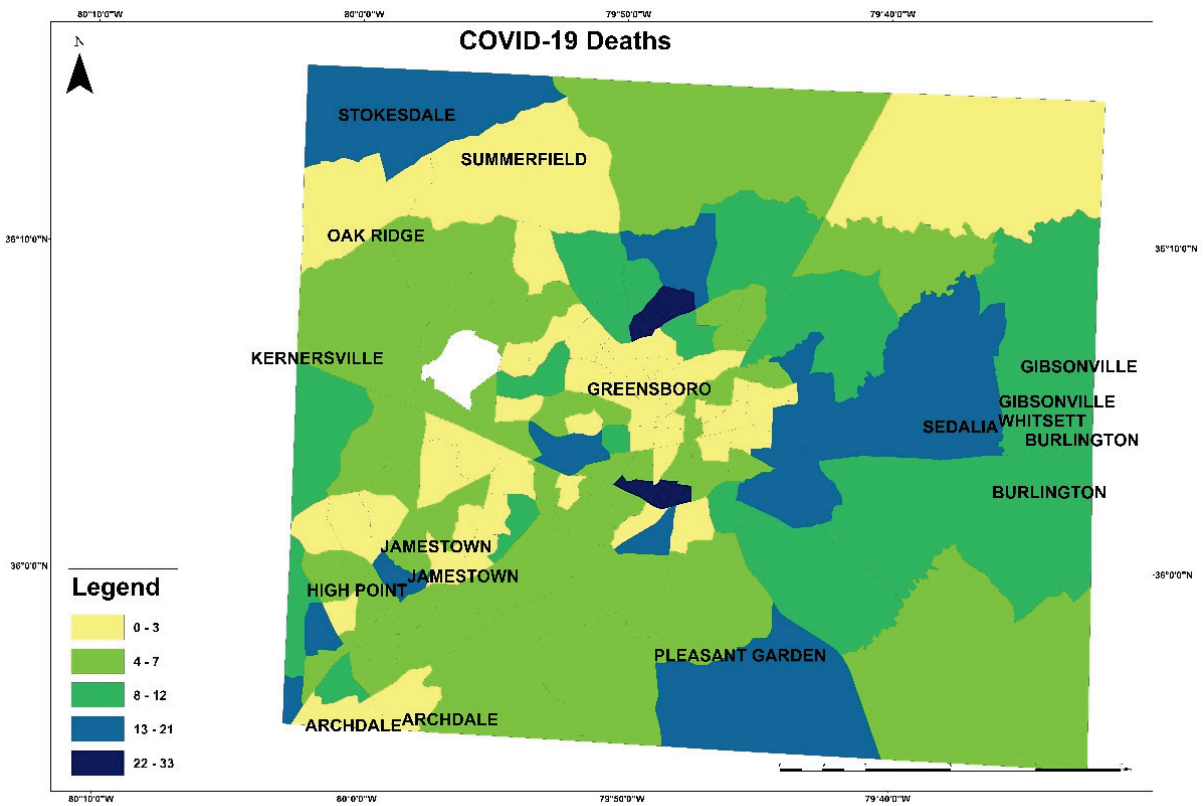 80°10'0"W
80°0'0"W
79°50'0"W
79°40'0"W
COVID-19 Deaths
N
STOKESDALE
SUMMERFIELD
OAK RIDGE
36°10'0"N
36°10'0"N
KERNERSVILLE
GREENSBORO
GIBSONVILLE
GIBSONVILLE
WHITSETT
SEDALIA
BURLINGTON
BURLINGTON
JAMESTOWN
JAMESTOWN
HIGH POINT
36°0'0"N
36°0'0"N
PLEASANT GARDEN
ARCHDALE
ARCHDALE
Legend
0 - 3
4 - 7
8 - 12
13 - 21
22 - 33
80°10'0"W
80°0'0"W
79°50'0"W
79°40'0"W